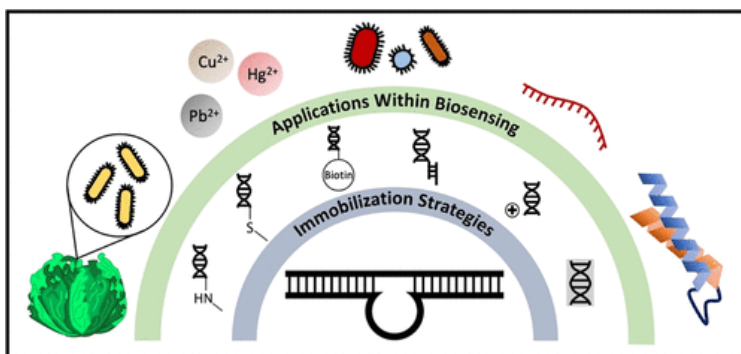 Cu²⁺
Hg²⁺
Pb²⁺
Applications Within Biosensing
Biotin
S
HN
+
Immobilization Strategies